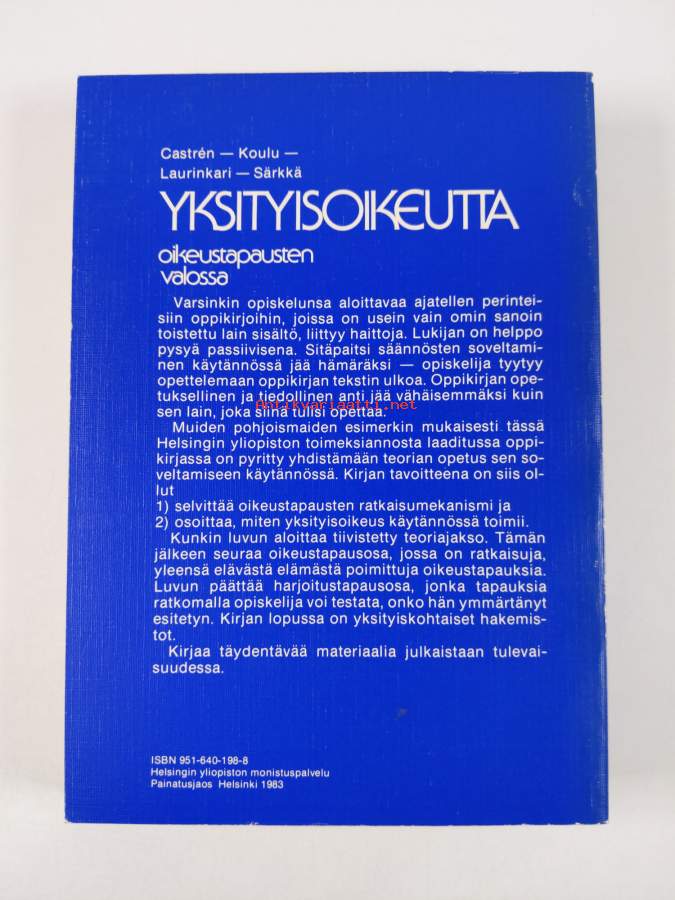 Castrén — Koulu —
Laurinkari — Särkkä
YKSITYISOIKEUTTA
oikeustapausten
valossa
Varsinkin opiskelunsa aloittavaa ajatellen perintei-
siin oppikirjoihin, joissa on usein vain omin sanoin
toistettu lain sisältö, liittyy haittoja. Lukijan on helppo
pysyä passiivisena. Sitäpaitsi säännösten soveltami-
nen käytännössä jää hämäräksi — opiskelija tyytyy
opettelemaan oppikirjan tekstin ulkoa. Oppikirjan ope-
tuksellinen ja tiedollinen anti jää vähäisemmäksi kuin
Antikvariaatti.net
sen lain, joka siinä tulisi opettaa.
Muiden pohjoismaiden esimerkin mukaisesti tässä
Helsingin yliopiston toimeksiannosta laaditussa oppi-
kirjassa on pyritty yhdistämään teorian opetus sen so-
veltamiseen käytännössä. Kirjan tavoitteena on siis ol-
lut
1) selvittää oikeustapausten ratkaisumekanismi ja
2) osoittaa, miten yksityisoikeus käytännössä toimii.
Kunkin luvun aloittaa tiivistetty teoriajakso. Tämän
jälkeen seuraa oikeustapausosa, jossa on ratkaisuja,
yleensä elävästä elämästä poimittuja oikeustapauksia.
Luvun päättää harjoitustapausosa, jonka tapauksia
ratkomalla opiskelija voi testata, onko hän ymmärtänyt
esitetyn. Kirjan lopussa on yksityiskohtaiset hakemis-
tot.
Kirjaa täydentävää materiaalia julkaistaan tulevai-
suudessa.
ISBN 951-640-198-8
Helsingin yliopiston monistuspalvelu
Painatusjaos Helsinki 1983